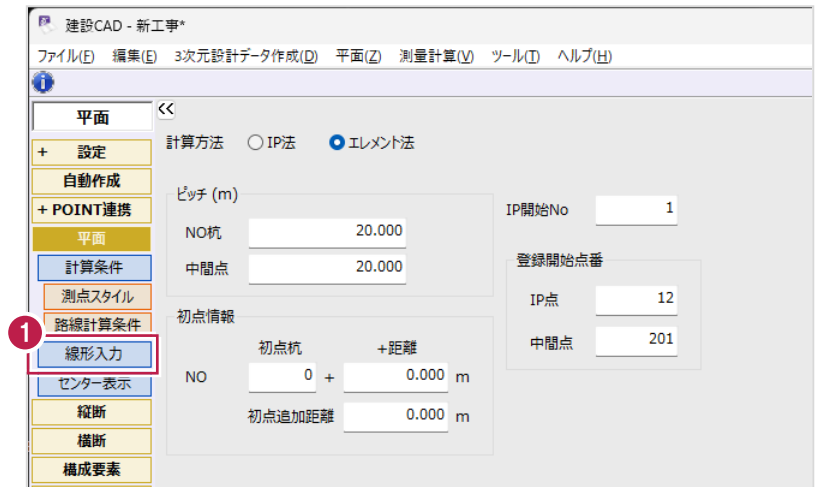 建設CAD - 新工事*
ファイル(F) 編集(E) 3次元設計データ作成(D) 平面(Z) 測量計算(V) ツール(T) ヘルプ(H)
平面
<<
+ 設定
自動作成
+ POINT連携
平面
計算条件
測点スタイル
路線計算条件
1
線形入力
センター表示
縦断
横断
構成要素
計算方法 IP法 エレメント法
ピッチ (m)
NO杭 20.000
中間点 20.000
初点情報
初点杭 +距離
NO 0 + 0.000 m
初点追加距離 0.000 m
IP開始No 1
登録開始点番
IP点 12
中間点 201